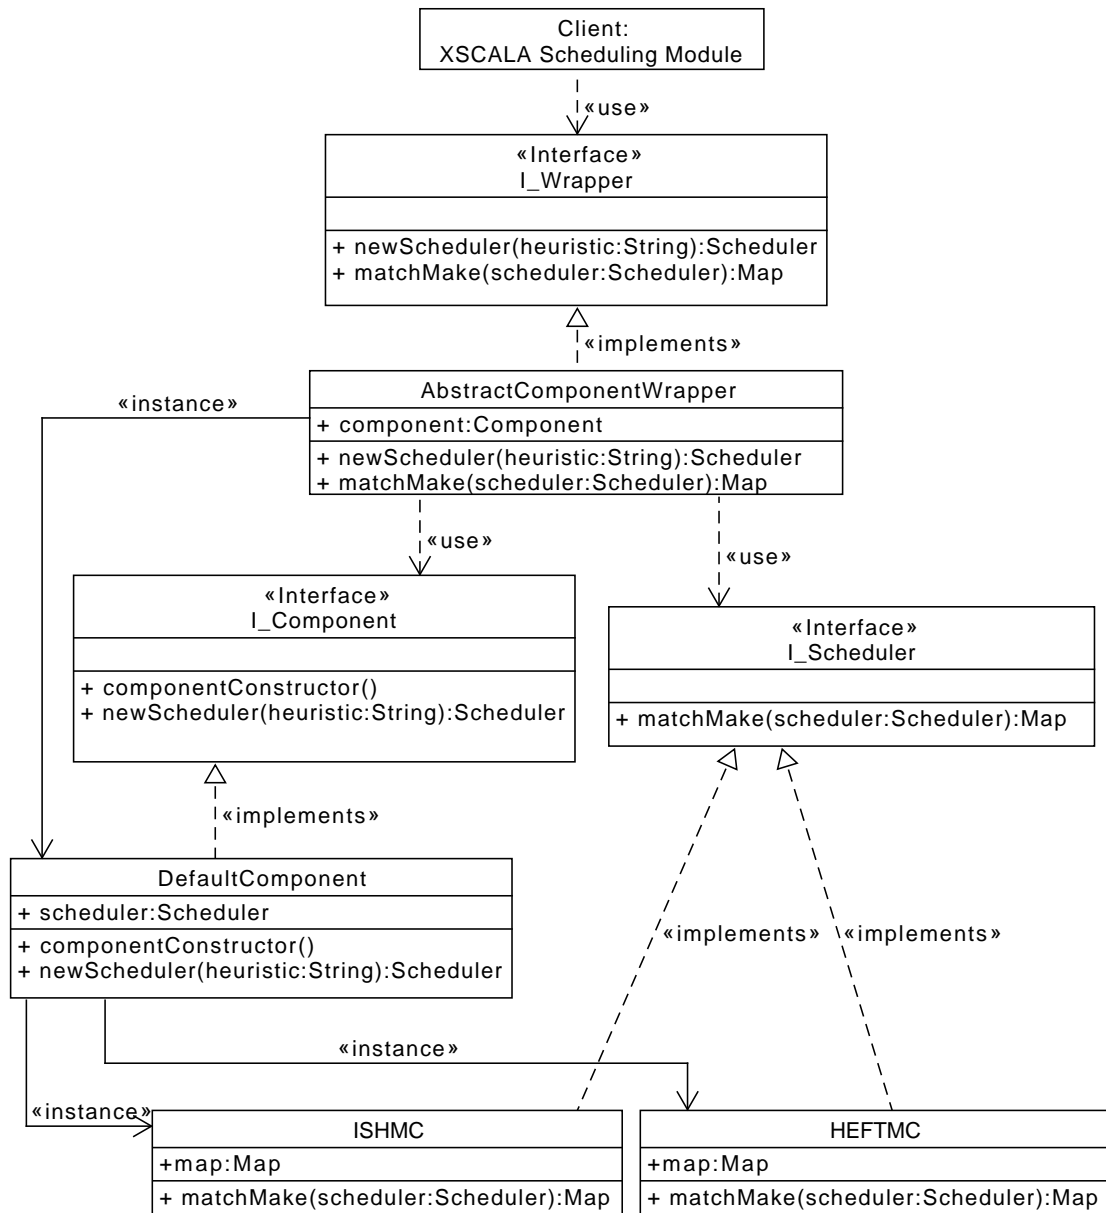 Client:
XSCALA Scheduling Module
«use»
«Interface»
I_Wrapper
+ newScheduler(heuristic:String):Scheduler
+ matchMake(scheduler:Scheduler):Map
«implements»
AbstractComponentWrapper
+ component:Component
+ newScheduler(heuristic:String):Scheduler
+ matchMake(scheduler:Scheduler):Map
«instance»
«use»
«use»
«Interface»
I_Component
+ componentConstructor()
+ newScheduler(heuristic:String):Scheduler
«Interface»
I_Scheduler
+ matchMake(scheduler:Scheduler):Map
«implements»
DefaultComponent
+ scheduler:Scheduler
+ componentConstructor()
+ newScheduler(heuristic:String):Scheduler
«implements»
«implements»
«instance»
«instance»
ISHMC
+map:Map
+ matchMake(scheduler:Scheduler):Map
HEFTMC
+map:Map
+ matchMake(scheduler:Scheduler):Map